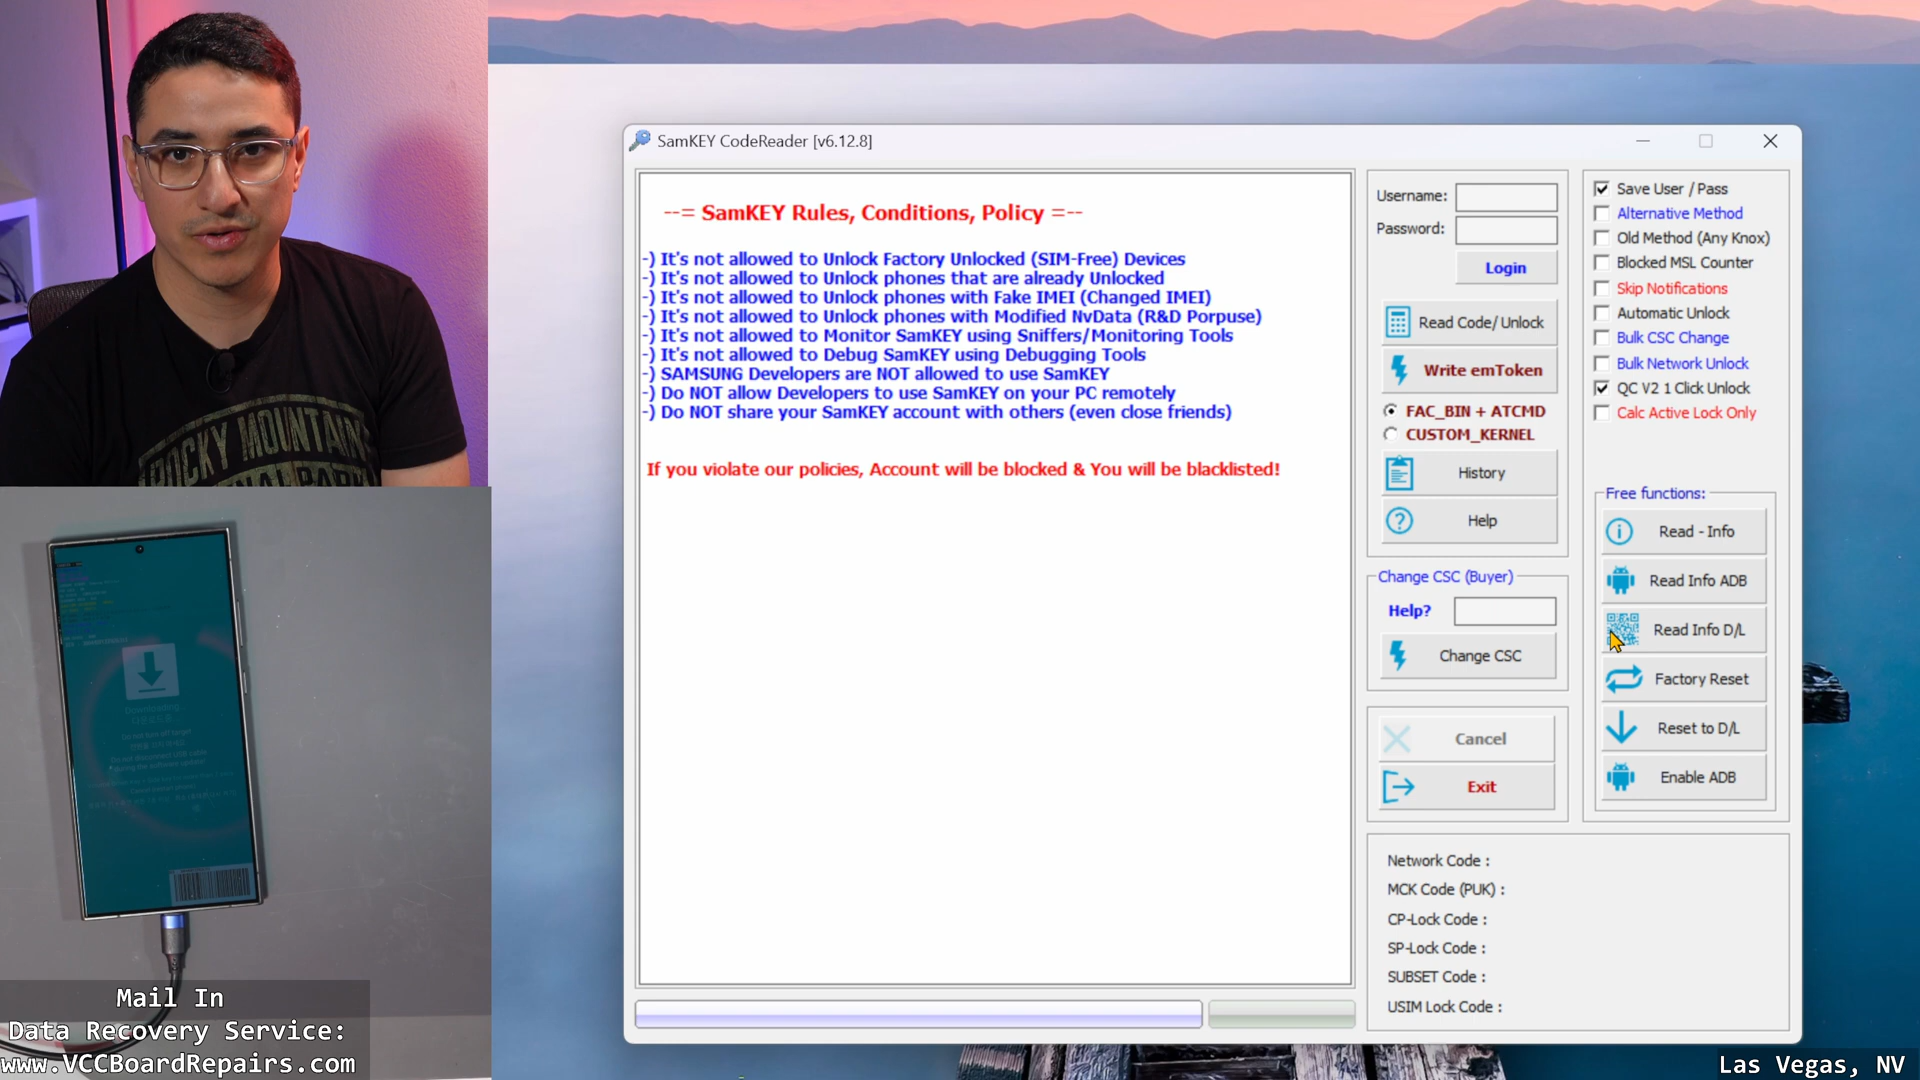 ROCKY MOUNTAIN
Downloading
Do not turn off target
Mail In
Data Recovery Service:
www.VCCBoardRepairs.com
SamKEY CodeReader [v6.12.8]
--= SamKEY Rules, Conditions, Policy =--
-) It's not allowed to Unlock Factory Unlocked (SIM-Free) Devices
-) It's not allowed to Unlock phones that are already Unlocked
-) It's not allowed to Unlock phones with Fake IMEI (Changed IMEI)
-) It's not allowed to Unlock phones with Modified NvData (R&D Porpuse)
-) It's not allowed to Monitor SamKEY using Sniffers/Monitoring Tools
-) It's not allowed to Debug SamKEY using Debugging Tools
-) SAMSUNG Developers are NOT allowed to use SamKEY
-) Do NOT allow Developers to use SamKEY on your PC remotely
-) Do NOT share your SamKEY account with others (even close friends)
If you violate our policies, Account will be blocked & You will be blacklisted!
Username:
Password:
Login
Read Code/ Unlock
Write emToken
FAC_BIN + ATCMD
CUSTOM_KERNEL
History
Help
Change CSC (Buyer)
Help?
Change CSC
Cancel
Exit
Save User / Pass
Alternative Method
Old Method (Any Knox)
Blocked MSL Counter
Skip Notifications
Automatic Unlock
Bulk CSC Change
Bulk Network Unlock
QC V2 1 Click Unlock
Calc Active Lock Only
Free functions:
Read - Info
Read Info ADB
Read Info D/L
Factory Reset
Reset to D/L
Enable ADB
Network Code :
MCK Code (PUK) :
CP-Lock Code :
SP-Lock Code :
SUBSET Code :
USIM Lock Code :
Las Vegas, NV